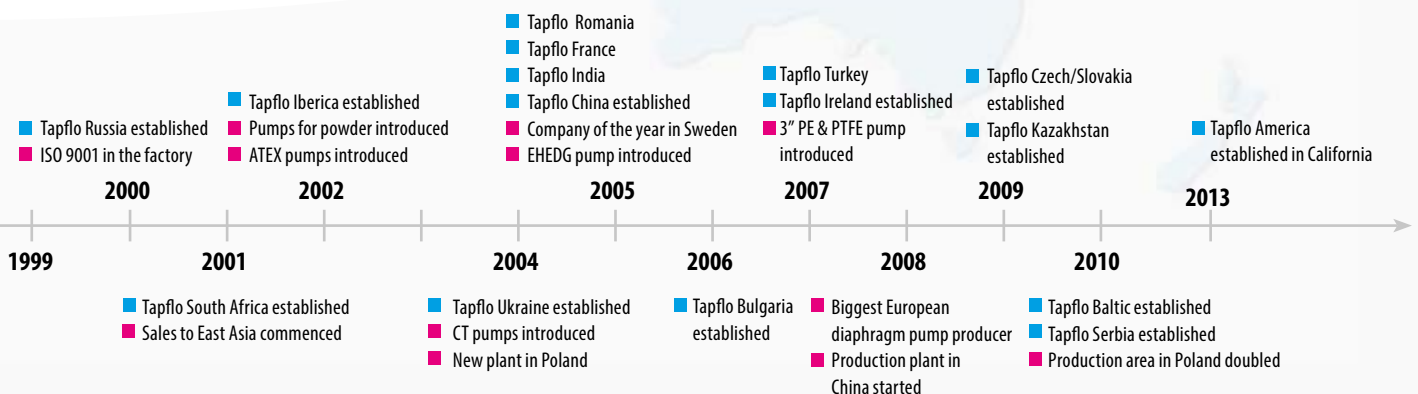 Tapflo Russia established
ISO 9001 in the factory
2000
Tapflo Iberica established
Pumps for powder introduced
ATEX pumps introduced
2002
Tapflo Romania
Tapflo France
Tapflo India
Tapflo China established
Company of the year in Sweden
EHEDG pump introduced
2005
Tapflo Turkey
Tapflo Ireland established
3” PE & PTFE pump
introduced
2007
Tapflo Czech/Slovakia
established
Tapflo Kazakhstan
established
2009
Tapflo America
established in California
2013
1999
2001
Tapflo South Africa established
Sales to East Asia commenced
2004
Tapflo Ukraine established
CT pumps introduced
New plant in Poland
2006
Tapflo Bulgaria
established
2008
Biggest European
diaphragm pump producer
Production plant in
China started
2010
Tapflo Baltic established
Tapflo Serbia established
Production area in Poland doubled